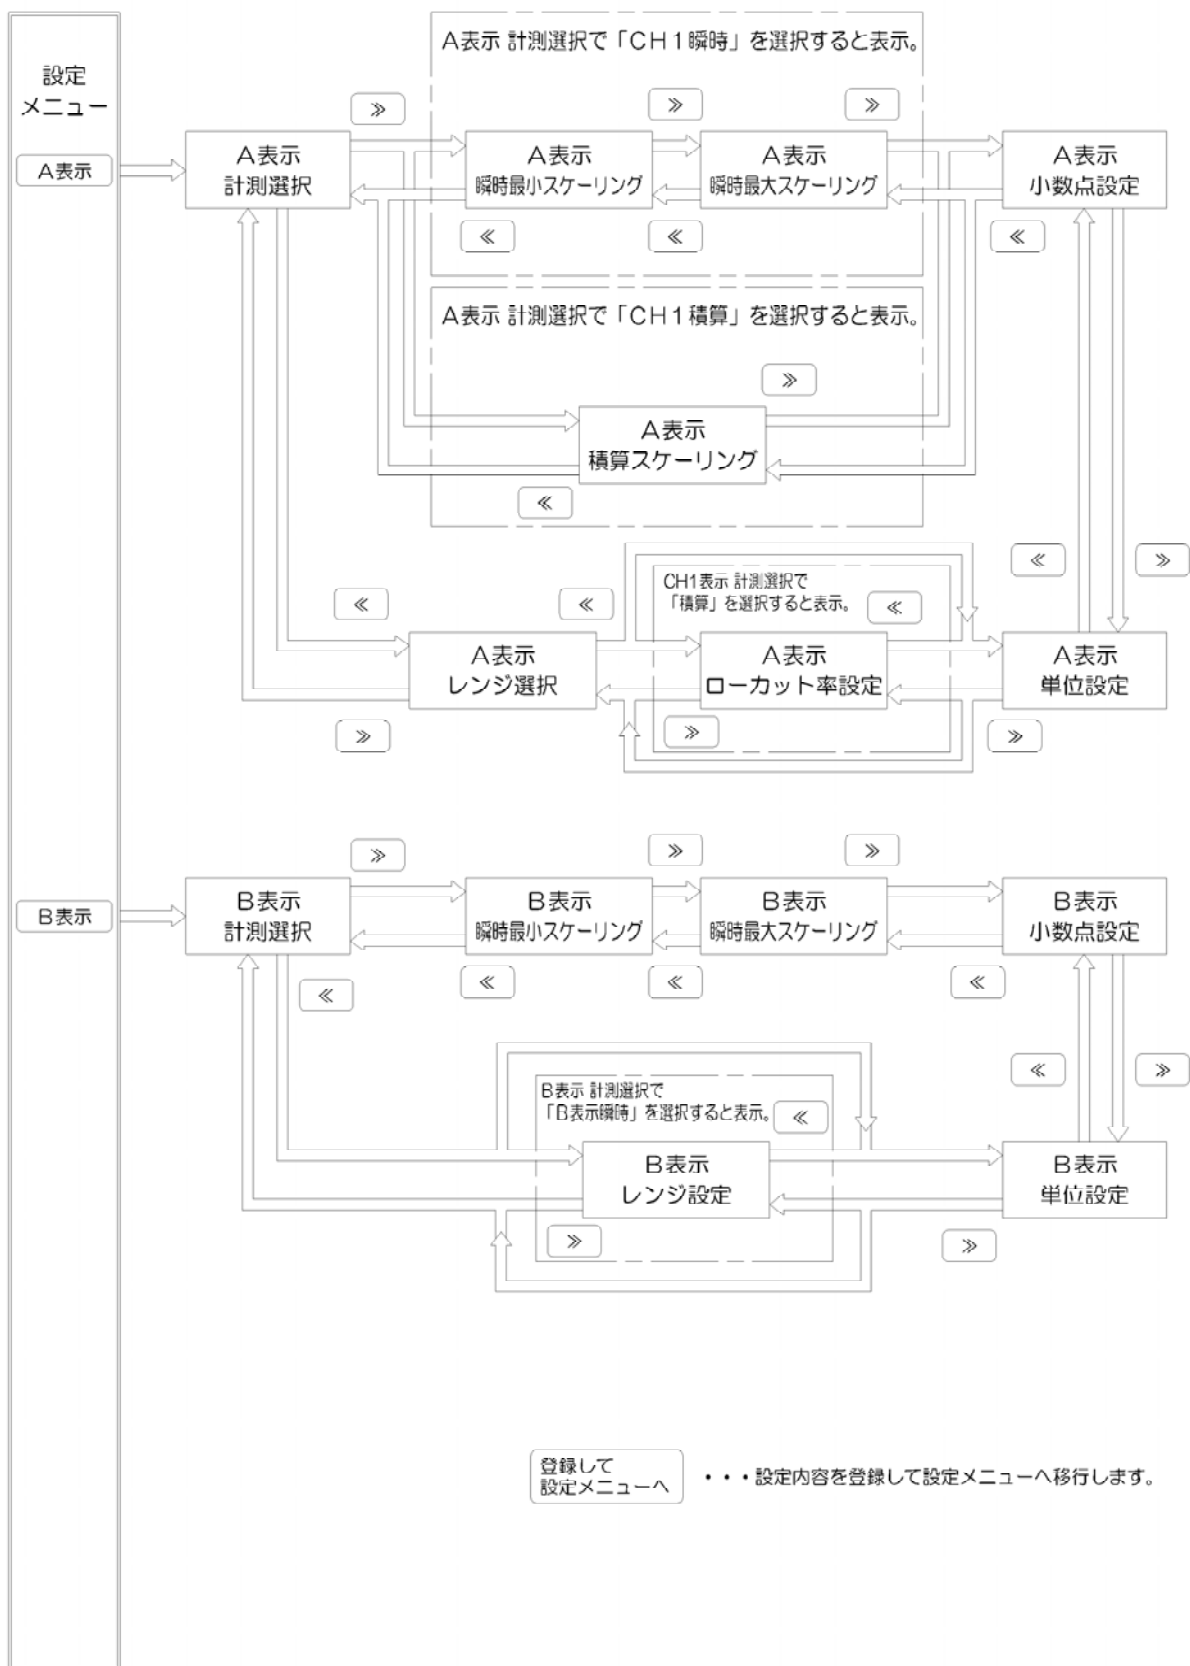 設定
メニュー
A表示
A表示 計測選択で「CH1瞬時」を選択すると表示。
≫
≫
≫
A表示
計測選択
A表示
瞬時最小スケーリング
A表示
瞬時最大スケーリング
A表示
小数点設定
≪
≪
≪
A表示 計測選択で「CH1積算」を選択すると表示。
≫
A表示
積算スケーリング
≪
≪
≫
CH1表示 計測選択で
「積算」を選択すると表示。
≪
≪
≪
A表示
レンジ選択
A表示
ローカット率設定
A表示
単位設定
≫
≫
≫
≫
≫
≫
B表示
B表示
計測選択
B表示
瞬時最小スケーリング
B表示
瞬時最大スケーリング
B表示
小数点設定
≪
≪
≪
≪
≪
≫
B表示 計測選択で
「B表示瞬時」を選択すると表示。
≪
B表示
レンジ設定
B表示
単位設定
≫
≫
登録して
設定メニューへ
・・・設定内容を登録して設定メニューへ移行します。